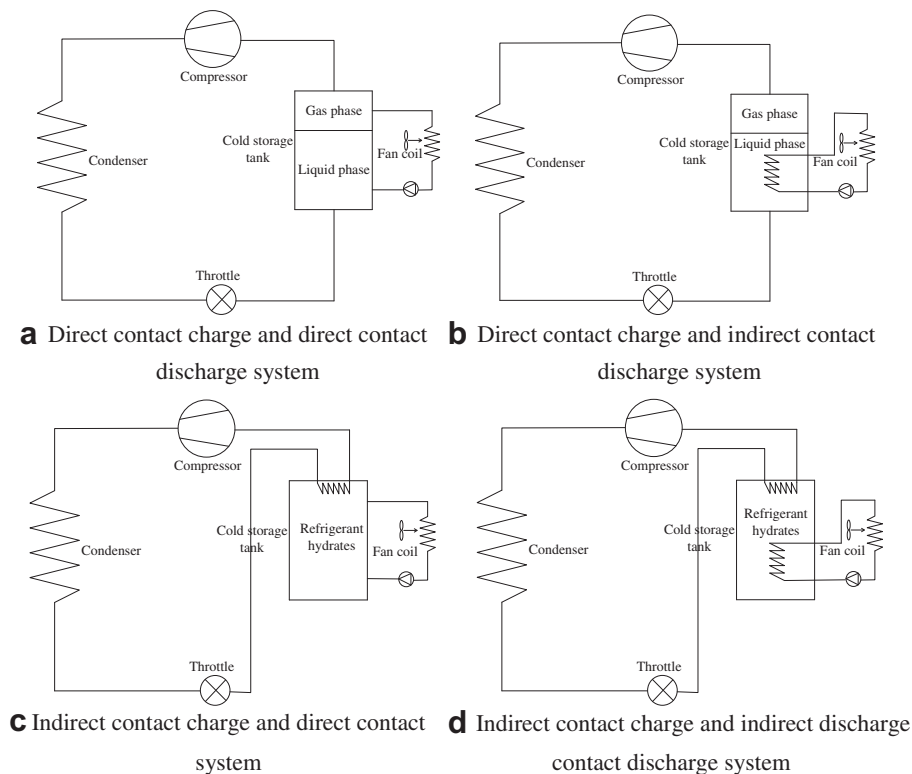 Compressor
Gas phase
Cold storage
tank
Liquid phase
Fan coil
Condenser
Throttle
a Direct contact charge and direct contact
discharge system
Compressor
Gas phase
Cold storage
tank
Liquid phase
Fan coil
Condenser
Throttle
b Direct contact charge and indirect contact
discharge system
Compressor
Cold storage
tank
Refrigerant
hydrates
Fan coil
Condenser
Throttle
c Indirect contact charge and direct contact
system
Compressor
Cold storage
tank
Refrigerant
hydrates
Fan coil
Condenser
Throttle
d Indirect contact charge and indirect discharge
contact discharge system